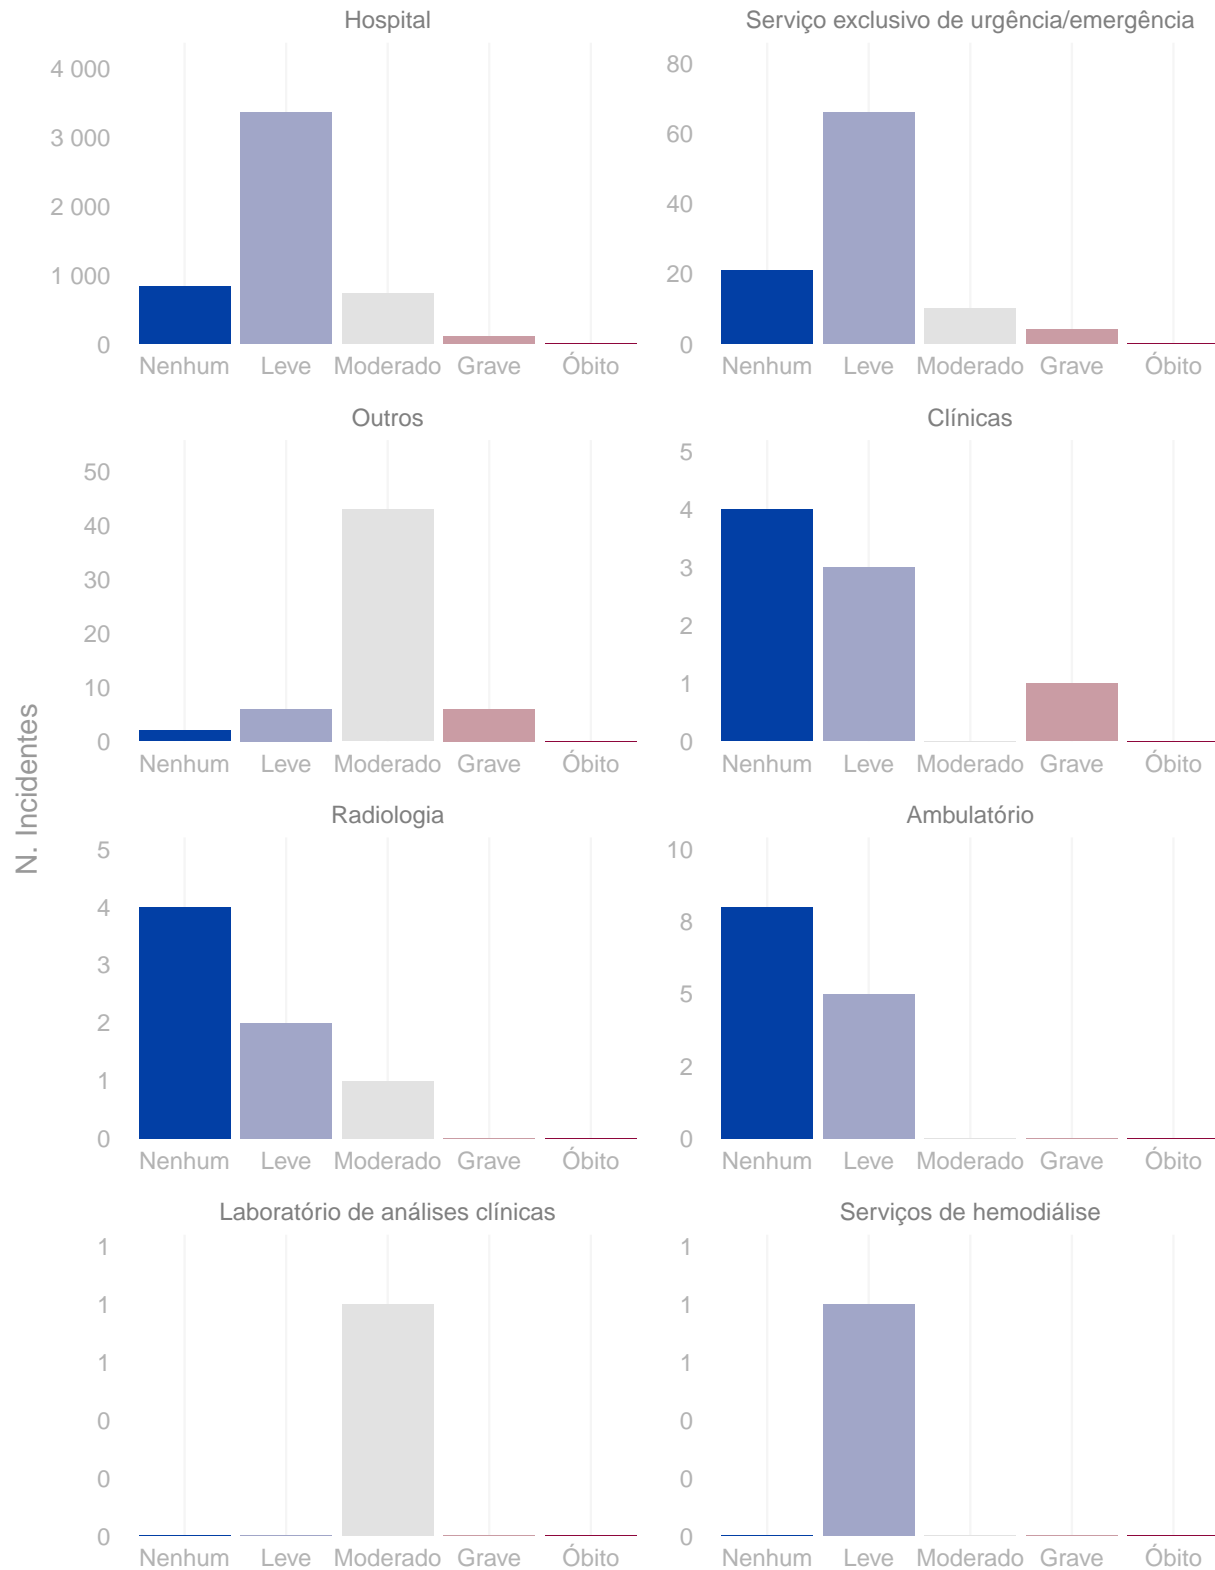 Hospital
4 000
3 000
2 000
1 000
0
Nenhum Leve Moderado Grave Óbito
Serviço exclusivo de urgência/emergência
80
60
40
20
0
Nenhum Leve Moderado Grave Óbito
N. Incidentes
Outros
50
40
30
20
10
0
Nenhum Leve Moderado Grave Óbito
Clínicas
5
4
3
2
1
0
Nenhum Leve Moderado Grave Óbito
Radiologia
5
4
3
2
1
0
Nenhum Leve Moderado Grave Óbito
Ambulatório
10
8
5
2
0
Nenhum Leve Moderado Grave Óbito
Laboratório de análises clínicas
1
1
1
0
0
0
Nenhum Leve Moderado Grave Óbito
Serviços de hemodiálise
1
1
1
0
0
0
Nenhum Leve Moderado Grave Óbito